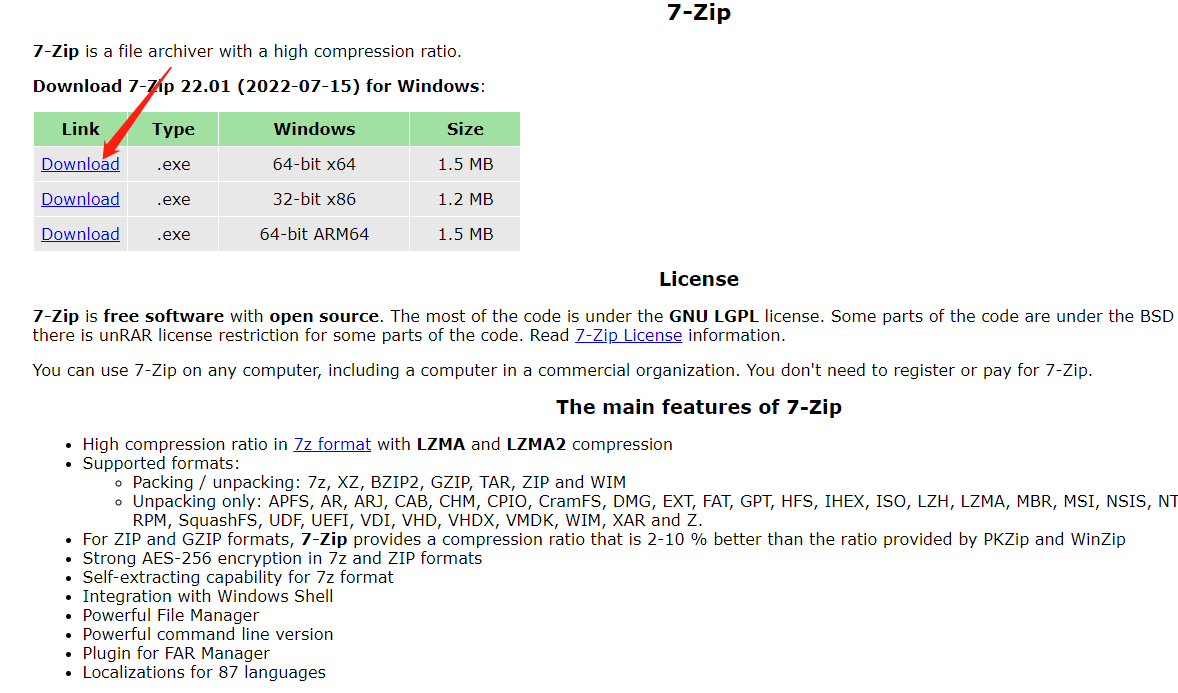 7-Zip
7-Zip is a file archiver with a high compression ratio.
Download 7-Zip 22.01 (2022-07-15) for Windows:
Link Type Windows Size
Download .exe 64-bit x64 1.5 MB
Download .exe 32-bit x86 1.2 MB
Download .exe 64-bit ARM64 1.5 MB
License
7-Zip is free software with open source. The most of the code is under the GNU LGPL license. Some parts of the code are under the BSD
there is unRAR license restriction for some parts of the code. Read 7-Zip License information.
You can use 7-Zip on any computer, including a computer in a commercial organization. You don't need to register or pay for 7-Zip.
The main features of 7-Zip
• High compression ratio in 7z format with LZMA and LZMA2 compression
• Supported formats:
◦ Packing / unpacking: 7z, XZ, BZIP2, GZIP, TAR, ZIP and WIM
◦ Unpacking only: APFS, AR, ARJ, CAB, CHM, CPIO, CramFS, DMG, EXT, FAT, GPT, HFS, IHEX, ISO, LZH, LZMA, MBR, MSI, NSIS, NT
RPM, SquashFS, UDF, UEFI, VDI, VHD, VHDX, VMDK, WIM, XAR and Z.
• For ZIP and GZIP formats, 7-Zip provides a compression ratio that is 2-10 % better than the ratio provided by PKZip and WinZip
• Strong AES-256 encryption in 7z and ZIP formats
• Self-extracting capability for 7z format
• Integration with Windows Shell
• Powerful File Manager
• Powerful command line version
• Plugin for FAR Manager
• Localizations for 87 languages